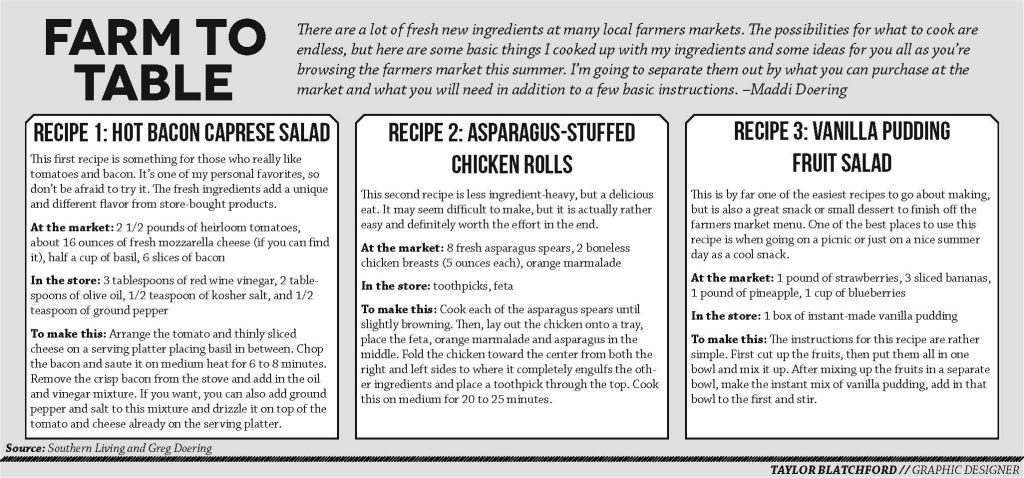 FARM TO
TABLE
There are a lot of fresh new ingredients at many local farmers markets. The possibilities for what to cook are
endless, but here are some basic things I cooked up with my ingredients and some ideas for you all as you’re
browsing the farmers market this summer. I’m going to separate them out by what you can purchase at the
market and what you will need in addition to a few basic instructions. –Maddi Doering
RECIPE 1: HOT BACON CAPRESE SALAD
This first recipe is something for those who really like
tomatoes and bacon. It’s one of my personal favorites, so
don’t be afraid to try it. The fresh ingredients add a unique
and different flavor from store-bought products.
At the market: 2 1/2 pounds of heirloom tomatoes,
about 16 ounces of fresh mozzarella cheese (if you can find
it), half a cup of basil, 6 slices of bacon
In the store: 3 tablespoons of red wine vinegar, 2 table-
spoons of olive oil, 1/2 teaspoon of kosher salt, and 1/2
teaspoon of ground pepper
To make this: Arrange the tomato and thinly sliced
cheese on a serving platter placing basil in between. Chop
the bacon and saute it on medium heat for 6 to 8 minutes.
Remove the crisp bacon from the stove and add in the oil
and vinegar mixture. If you want, you can also add ground
pepper and salt to this mixture and drizzle it on top of the
tomato and cheese already on the serving platter.
RECIPE 2: ASPARAGUS-STUFFED
CHICKEN ROLLS
This second recipe is less ingredient-heavy, but a delicious
eat. It may seem difficult to make, but it is actually rather
easy and definitely worth the effort in the end.
At the market: 8 fresh asparagus spears, 2 boneless
chicken breasts (5 ounces each), orange marmalade
In the store: toothpicks, feta
To make this: Cook each of the asparagus spears until
slightly browning. Then, lay out the chicken onto a tray,
place the feta, orange marmalade and asparagus in the
middle. Fold the chicken toward the center from both the
right and left sides to where it completely engulfs the oth-
er ingredients and place a toothpick through the top. Cook
this on medium for 20 to 25 minutes.
RECIPE 3: VANILLA PUDDING
FRUIT SALAD
This is by far one of the easiest recipes to go about making,
but is also a great snack or small dessert to finish off the
farmers market menu. One of the best places to use this
recipe is when going on a picnic or just on a nice summer
day as a cool snack.
At the market: 1 pound of strawberries, 3 sliced bananas,
1 pound of pineapple, 1 cup of blueberries
In the store: 1 box of instant-made vanilla pudding
To make this: The instructions for this recipe are rather
simple. First cut up the fruits, then put them all in one
bowl and mix it up. After mixing up the fruits in a separate
bowl, make the instant mix of vanilla pudding, add in that
bowl to the first and stir.
Source: Southern Living and Greg Doering
TAYLOR BLATCHFORD // GRAPHIC DESIGNER